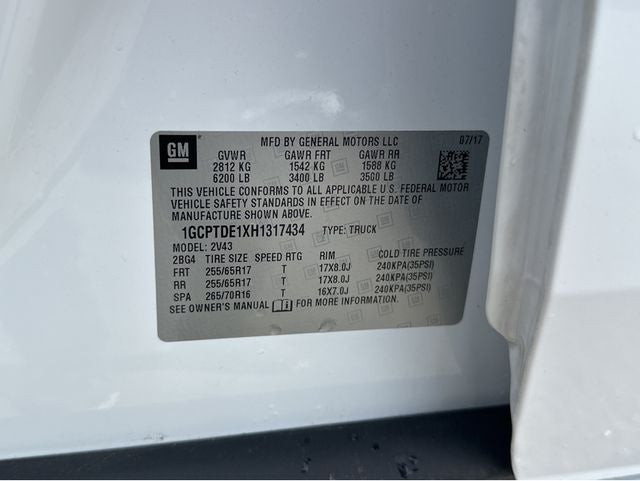 GM
MFD BY GENERAL MOTORS LLC 07/17
GVWR GAWR FRT GAWR RR
2812 KG 1542 KG 1588 KG
6200 LB 3400 LB 3500 LB
THIS VEHICLE CONFORMS TO ALL APPLICABLE U.S. FEDERAL MOTOR
VEHICLE SAFETY STANDARDS IN EFFECT ON THE DATE OF
MANUFACTURE SHOWN ABOVE.
1GCPTDE1XH1317434 TYPE: TRUCK
MODEL: 2V43
2BG4 TIRE SIZE SPEED RTG RIM COLD TIRE PRESSURE
FRT 255/65R17 T 17X8.0J 240KPA(35PSI)
RR 255/65R17 T 17X8.0J 240KPA(35PSI)
SPA 265/70R16 T 16X7.0J 240KPA(35PSI)
SEE OWNER'S MANUAL FOR MORE INFORMATION.